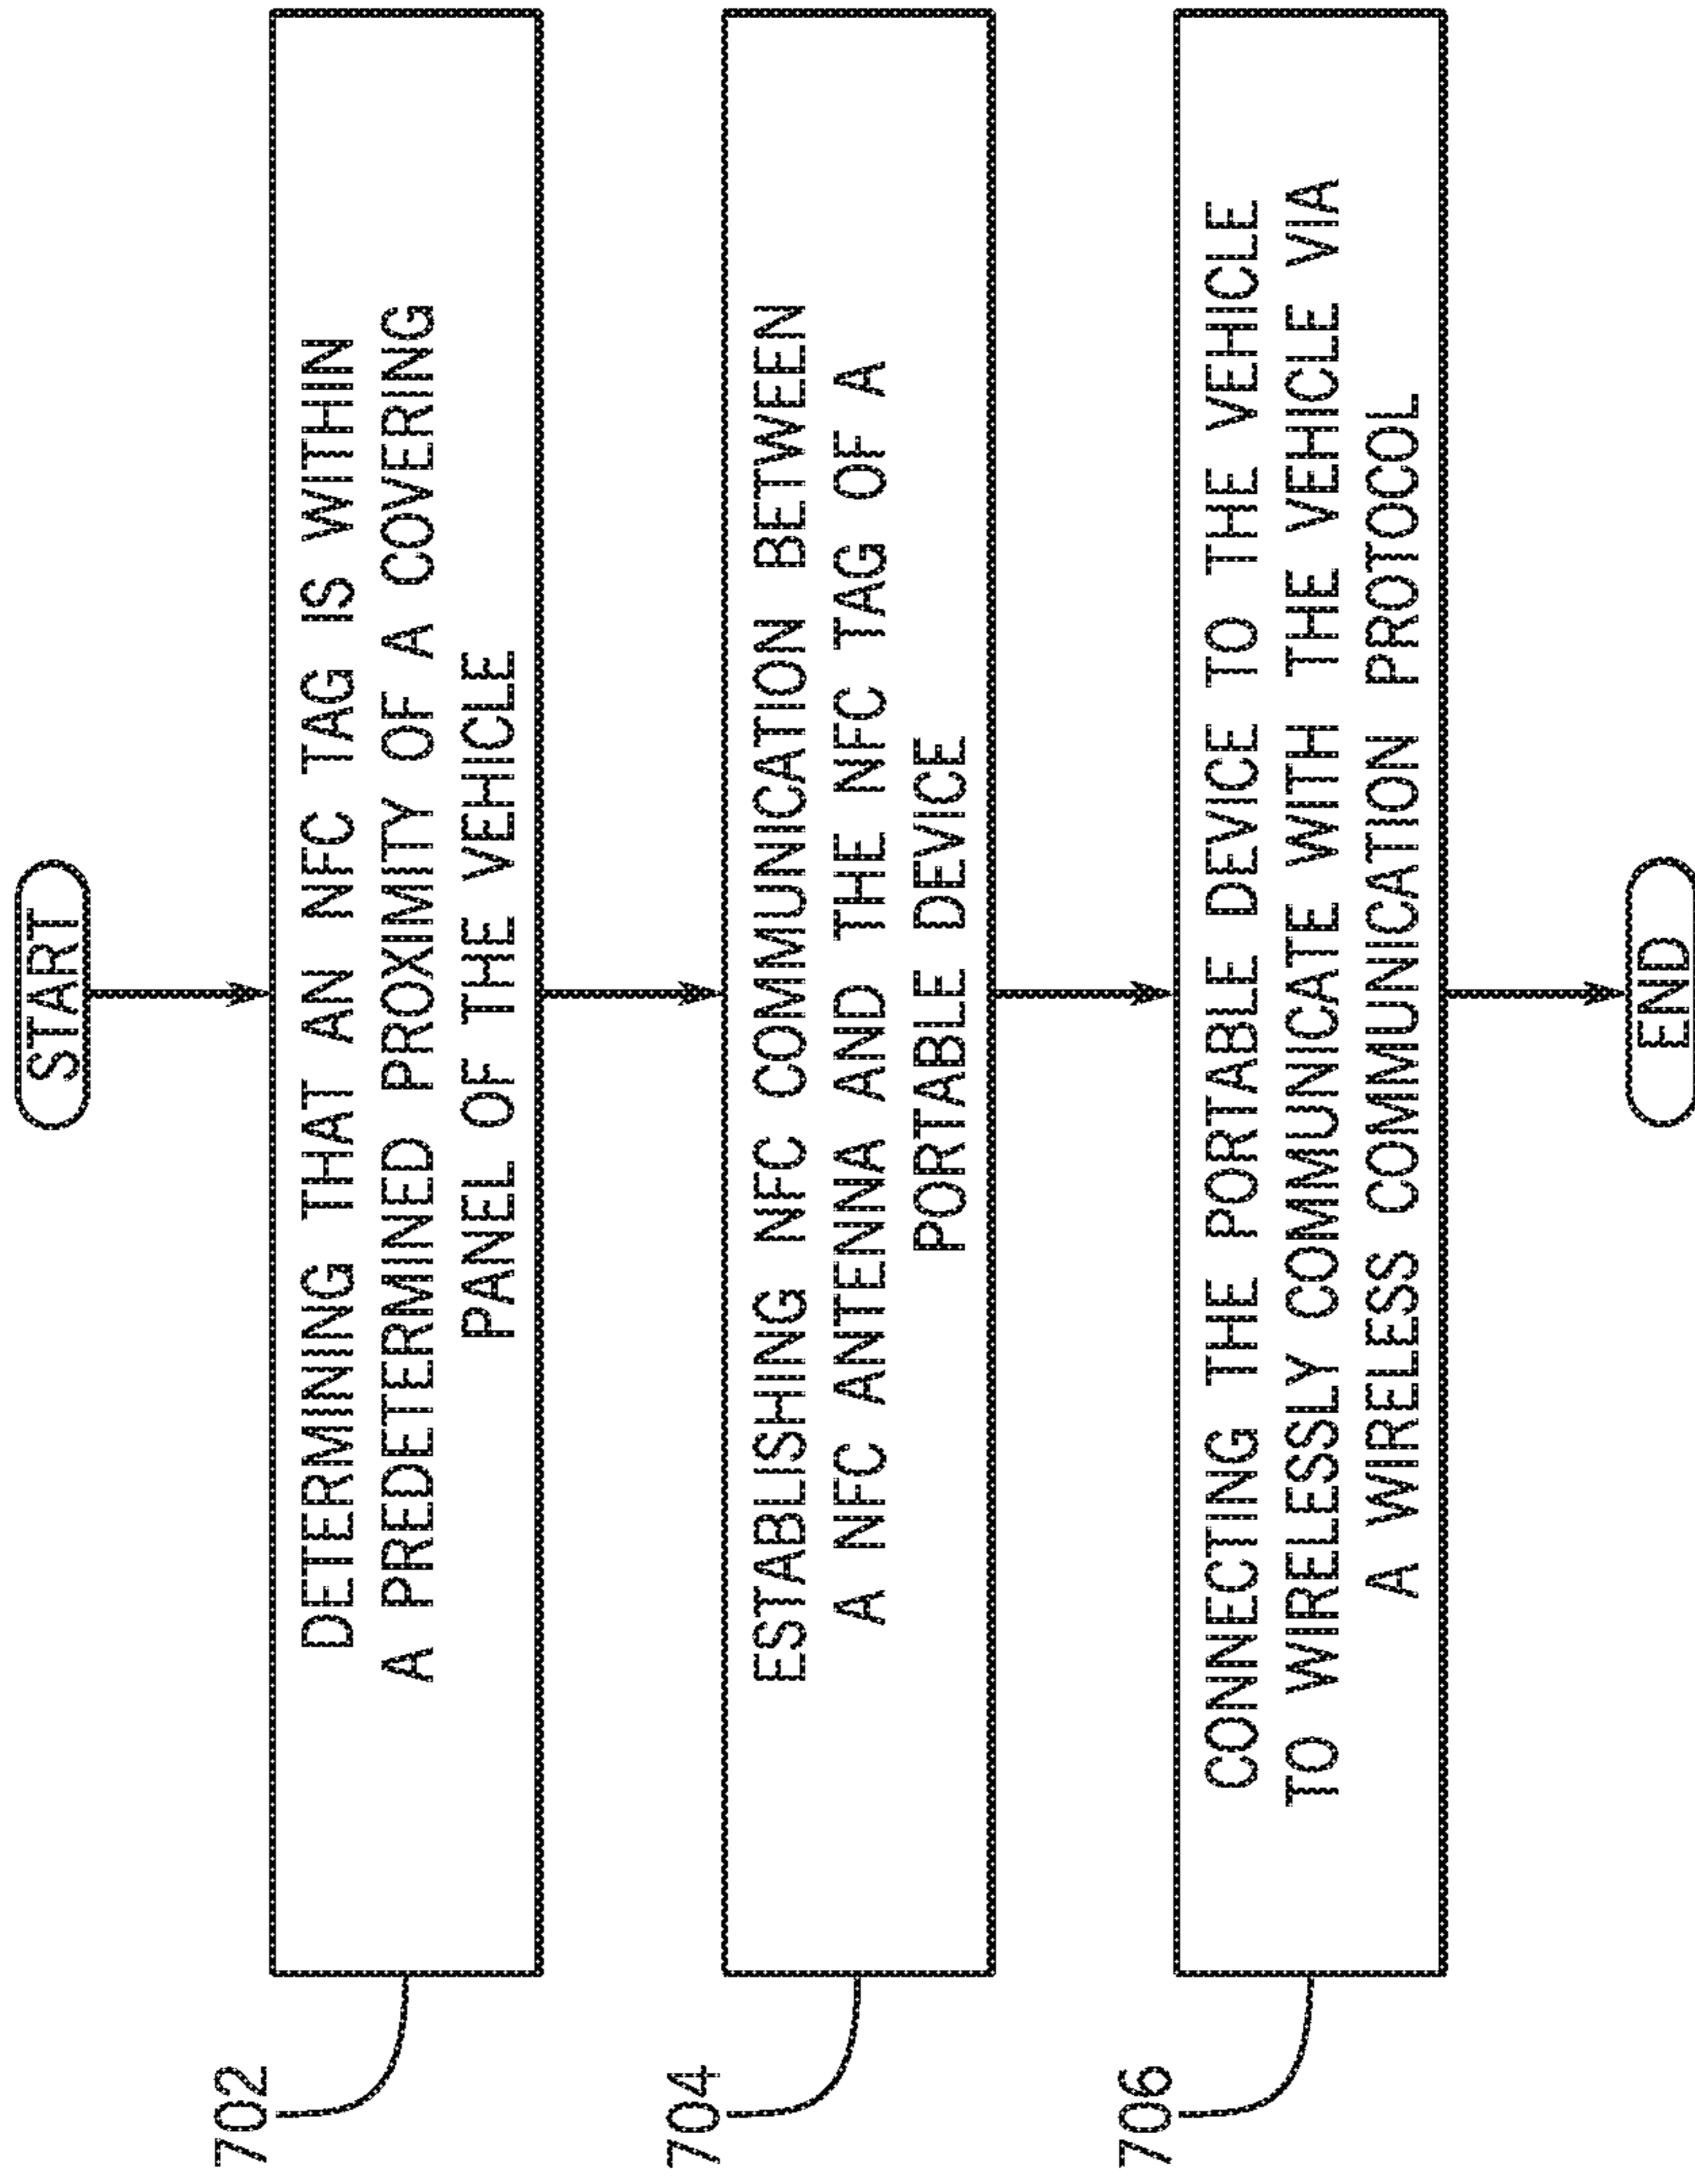 START
702
DETERMINING THAT AN NFC TAG IS WITHIN
A PREDETERMINED PROXIMITY OF A COVERING
PANEL OF THE VEHICLE
704
ESTABLISHING NFC COMMUNICATION BETWEEN
A NFC ANTENNA AND THE NFC TAG OF A
PORTABLE DEVICE
706
CONNECTING THE PORTABLE DEVICE TO THE VEHICLE
TO WIRELESSLY COMMUNICATE WITH THE VEHICLE VIA
A WIRELESS COMMUNICATION PROTOCOL
END